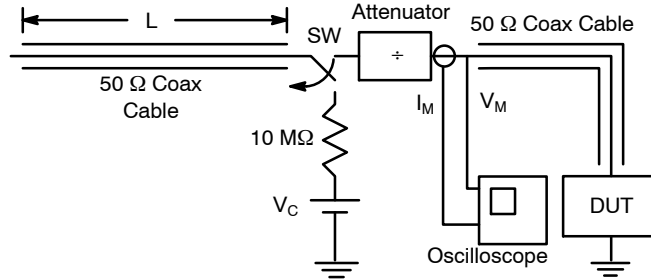 L
SW
Attenuator
÷
50 Ω Coax Cable
50 Ω Coax
Cable
I_M
V_M
10 MΩ
V_C
DUT
Oscilloscope